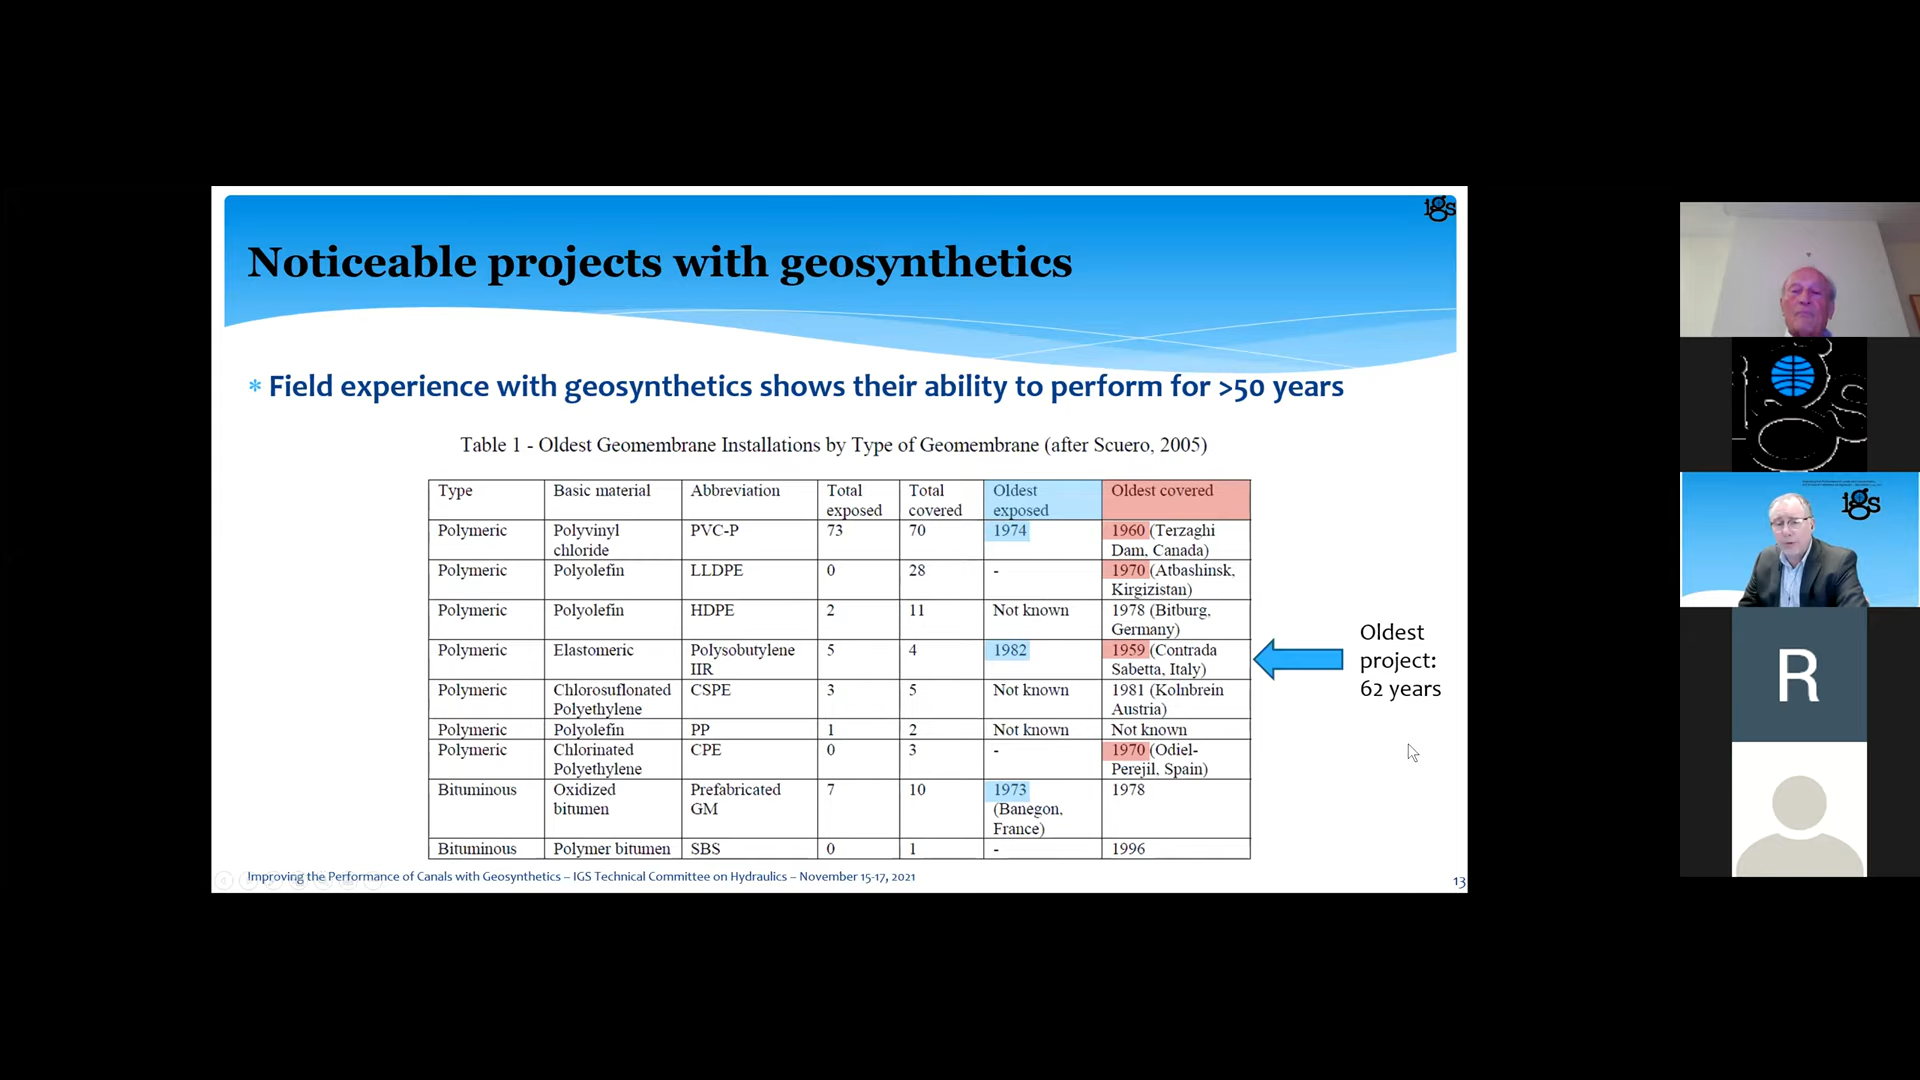 igs
Noticeable projects with geosynthetics
* Field experience with geosynthetics shows their ability to perform for >50 years
Table 1 - Oldest Geomembrane Installations by Type of Geomembrane (after Scuero, 2005)
Type Basic material Abbreviation Total exposed Total covered Oldest exposed Oldest covered
Polymeric Polyvinyl chloride PVC-P 73 70 1974 1960 (Terzaghi Dam, Canada)
Polymeric Polyolefin LLDPE 0 28 - 1970 (Atbashinsk, Kirgizistan)
Polymeric Polyolefin HDPE 2 11 Not known 1978 (Bitburg, Germany)
Polymeric Elastomeric Polysobutylene IIR 5 4 1982 1959 (Contrada Sabetta, Italy)
Polymeric Chlorosuflonated Polyethylene CSPE 3 5 Not known 1981 (Kolnbrein Austria)
Polymeric Polyolefin PP 1 2 Not known Not known
Polymeric Chlorinated Polyethylene CPE 0 3 - 1970 (Odiel-Perejil, Spain)
Bituminous Oxidized bitumen Prefabricated GM 7 10 1973 (Banegon, France) 1978
Bituminous Polymer bitumen SBS 0 1 - 1996
Oldest
project:
62 years
Improving the Performance of Canals with Geosynthetics – IGS Technical Committee on Hydraulics – November 15-17, 2021
13
igs
igs
R